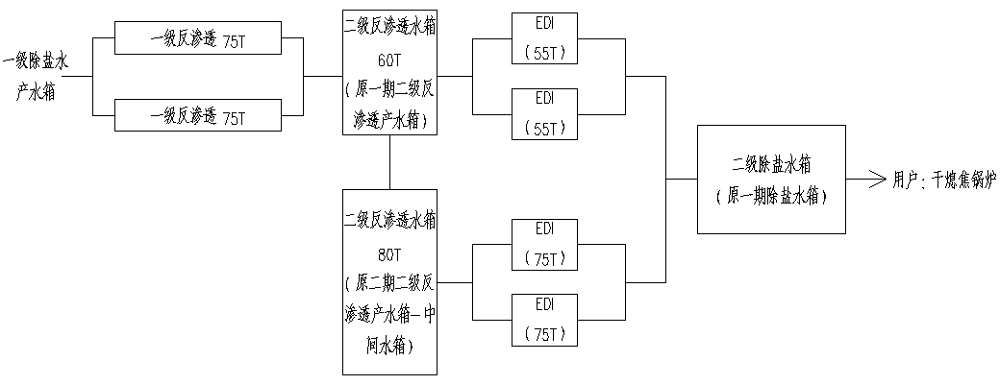 一级除盐水
产水箱
一级反渗透 75T
一级反渗透 75T
二级反渗透水箱
60T
(原一期二级反
渗透产水箱)
二级反渗透水箱
80T
(原二期二级反
渗透产水箱-中
间水箱)
EDI
(55T)
EDI
(55T)
EDI
(75T)
EDI
(75T)
二级除盐水箱
(原一期除盐水箱)
用户:干熄焦锅炉